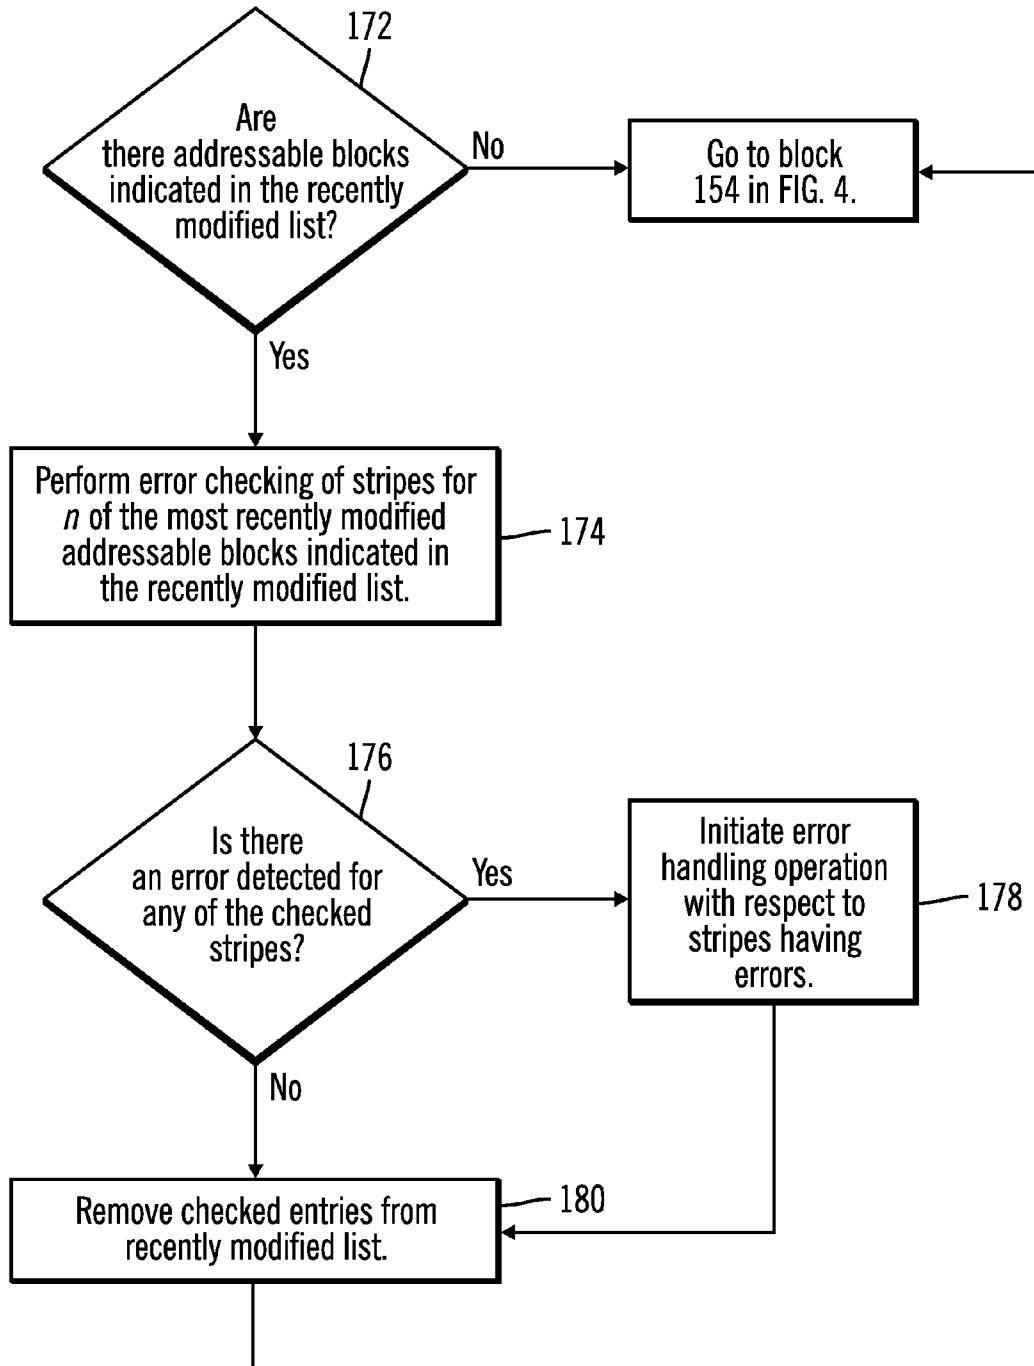 172
Are
there addressable blocks
indicated in the recently
modified list?
No
Go to block
154 in FIG. 4.
Yes
Perform error checking of stripes for
n of the most recently modified
addressable blocks indicated in
the recently modified list.
174
176
Is there
an error detected for
any of the checked
stripes?
Yes
Initiate error
handling operation
with respect to
stripes having
errors.
178
No
Remove checked entries from
recently modified list.
180